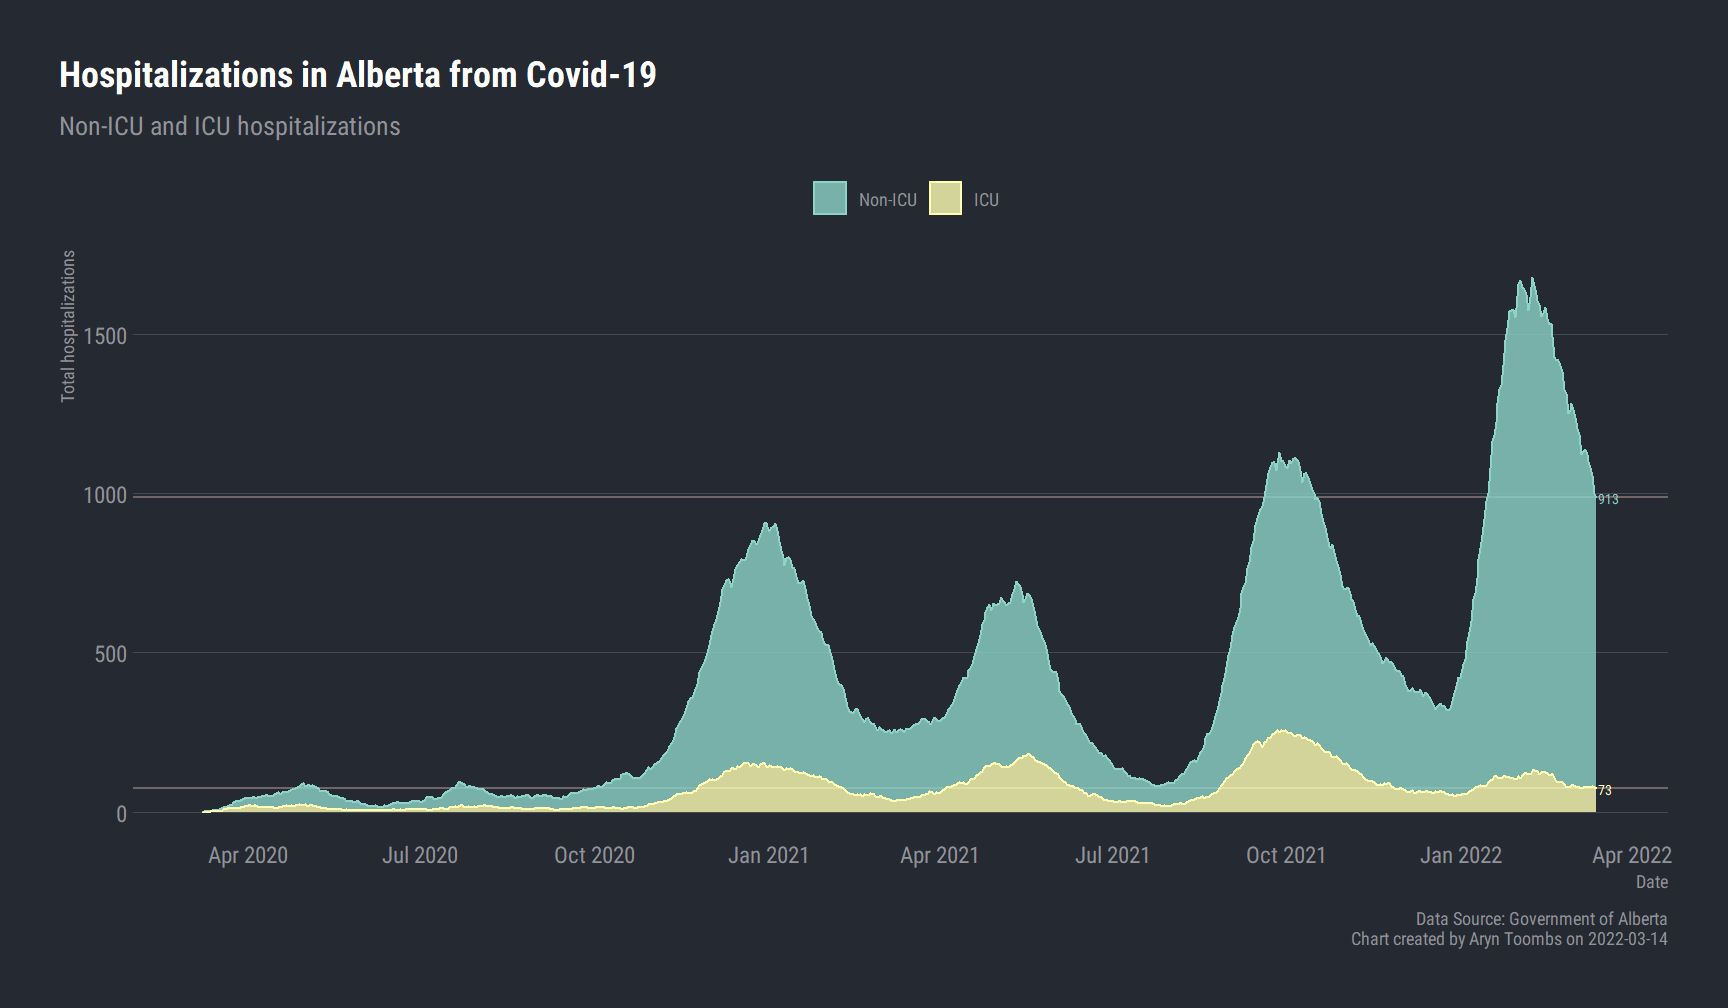 Hospitalizations in Alberta from Covid-19
Non-ICU and ICU hospitalizations
Non-ICU
ICU
Total hospitalizations
1500
1000
500
0
913
73
Apr 2020
Jul 2020
Oct 2020
Jan 2021
Apr 2021
Jul 2021
Oct 2021
Jan 2022
Apr 2022
Date
Data Source: Government of Alberta
Chart created by Aryn Toombs on 2022-03-14